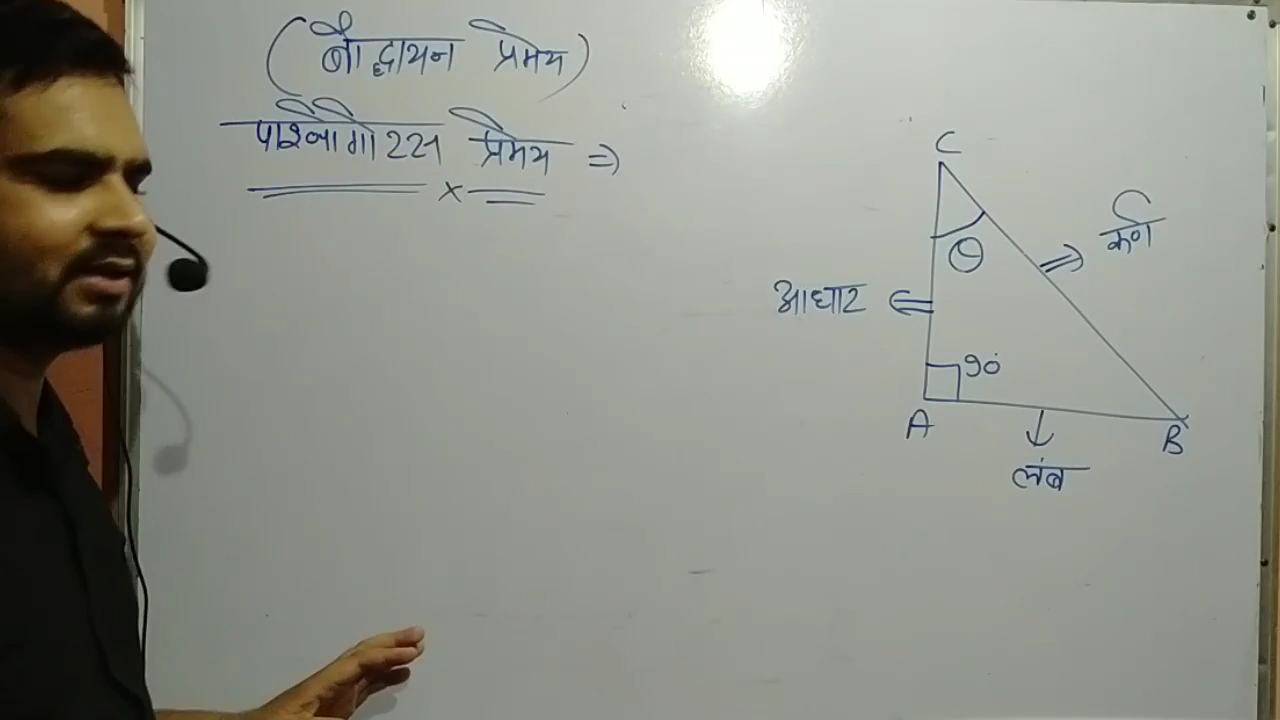 (बौद्धायन प्रमेय)
पाइथागोरस प्रमेय ⇒
×
C
θ
⇒ कर्ण
आधार ⇐
90°
A
B
↓
लंब